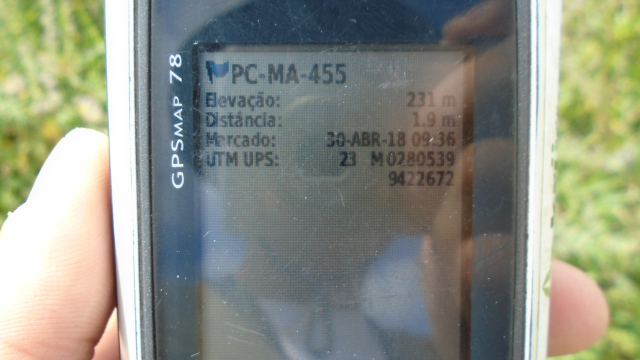 GPSMAP 78
PC-MA-455
Elevação: 231 m
Distância: 1.9 m
Mercado: 30-ABR-18 09:36
UTM UPS: 23 M 0280539
9422672